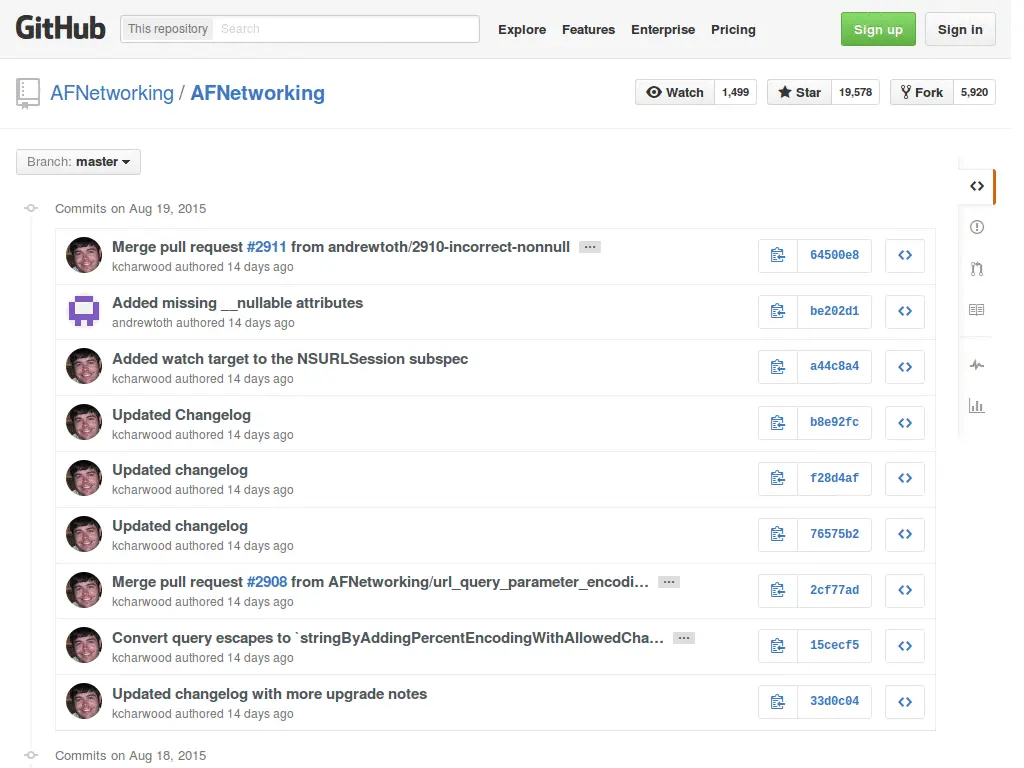 GitHub This repository Search Explore Features Enterprise Pricing Sign up Sign in
AFNetworking / AFNetworking Watch 1,499 Star 19,578 Fork 5,920
Branch: master
Commits on Aug 19, 2015
Merge pull request #2911 from andrewtoth/2910-incorrect-nonnull …
kcharwood authored 14 days ago
64500e8
Added missing __nullable attributes
andrewtoth authored 14 days ago
be202d1
Added watch target to the NSURLSession subspec
kcharwood authored 14 days ago
a44c8a4
Updated Changelog
kcharwood authored 14 days ago
b8e92fc
Updated changelog
kcharwood authored 14 days ago
f28d4af
Updated changelog
kcharwood authored 14 days ago
76575b2
Merge pull request #2908 from AFNetworking/url_query_parameter_encodi… …
kcharwood authored 14 days ago
2cf77ad
Convert query escapes to `stringByAddingPercentEncodingWithAllowedCha… …
kcharwood authored 14 days ago
15cecf5
Updated changelog with more upgrade notes
kcharwood authored 14 days ago
33d0c04
Commits on Aug 18, 2015